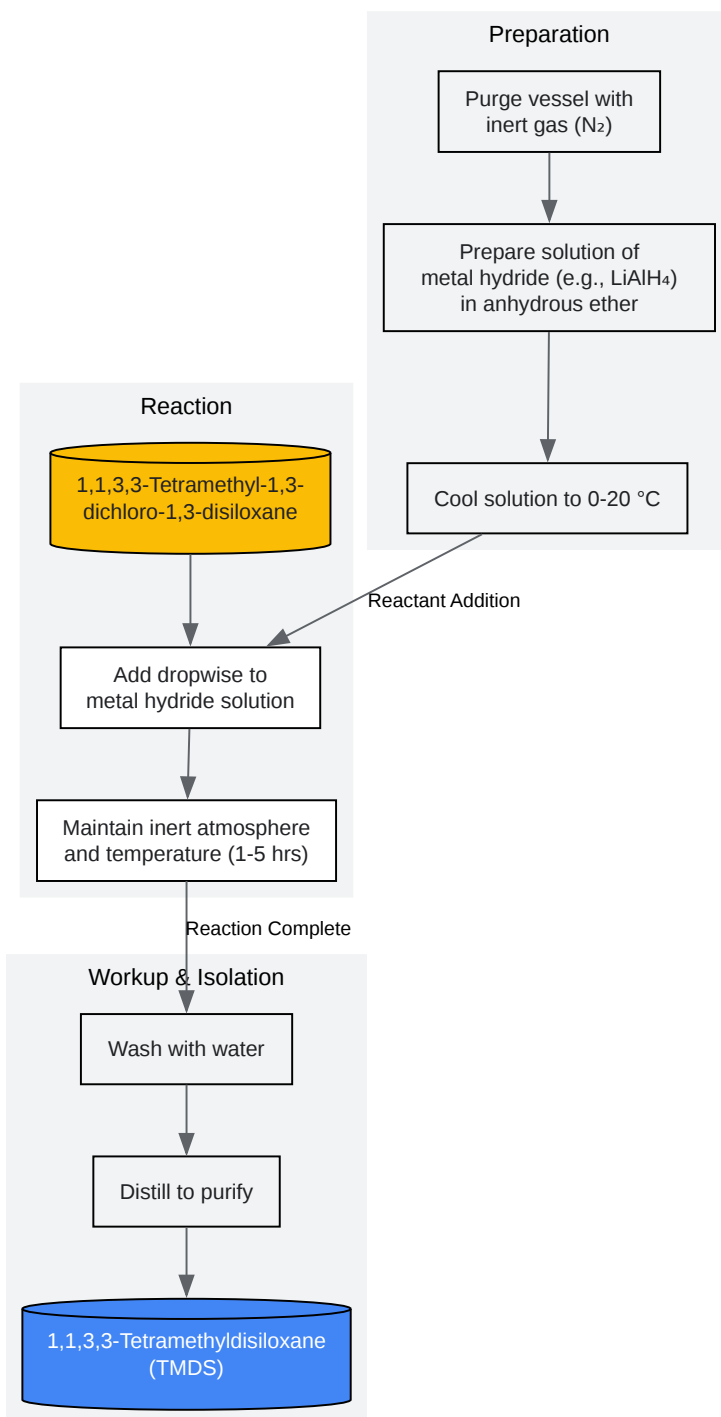 Preparation
Purge vessel with
inert gas (N₂)
Prepare solution of
metal hydride (e.g., LiAlH₄)
in anhydrous ether
Cool solution to 0-20 °C
Reaction
1,1,3,3-Tetramethyl-1,3-
dichloro-1,3-disiloxane
Reactant Addition
Add dropwise to
metal hydride solution
Maintain inert atmosphere
and temperature (1-5 hrs)
Reaction Complete
Workup & Isolation
Wash with water
Distill to purify
1,1,3,3-Tetramethyldisiloxane
(TMDS)